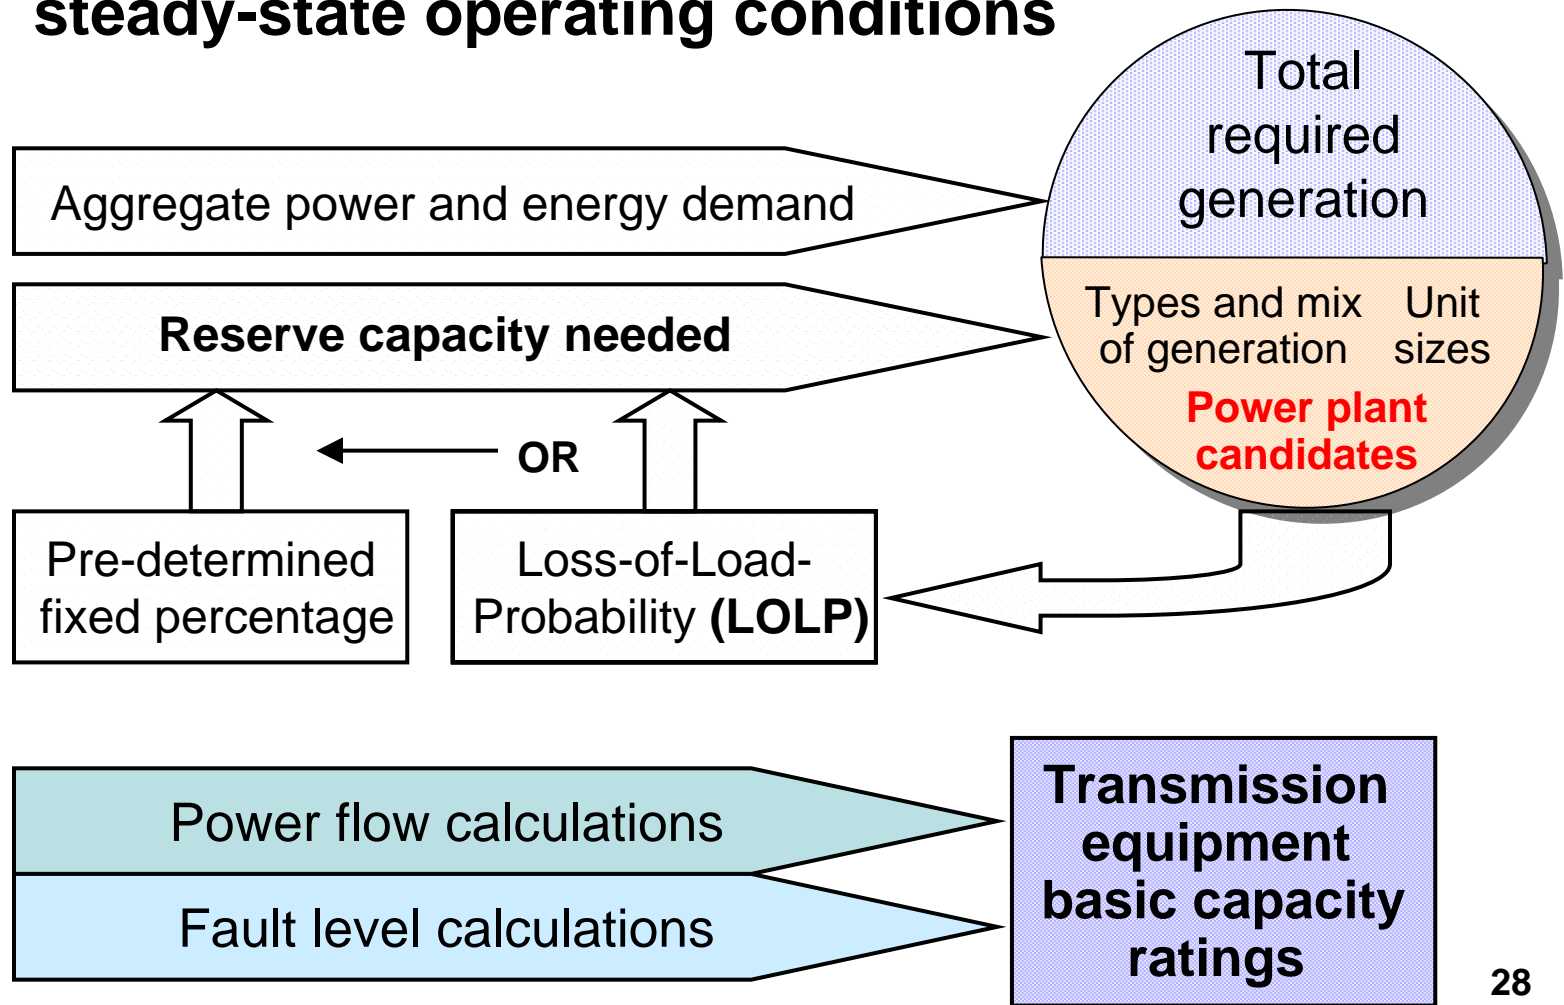 steady-state operating conditions
Total
required
generation
Aggregate power and energy demand
Reserve capacity needed
Types and mix
of generation
Unit
sizes
Power plant
candidates
OR
Pre-determined
fixed percentage
Loss-of-Load-
Probability (LOLP)
Power flow calculations
Fault level calculations
Transmission
equipment
basic capacity
ratings
28